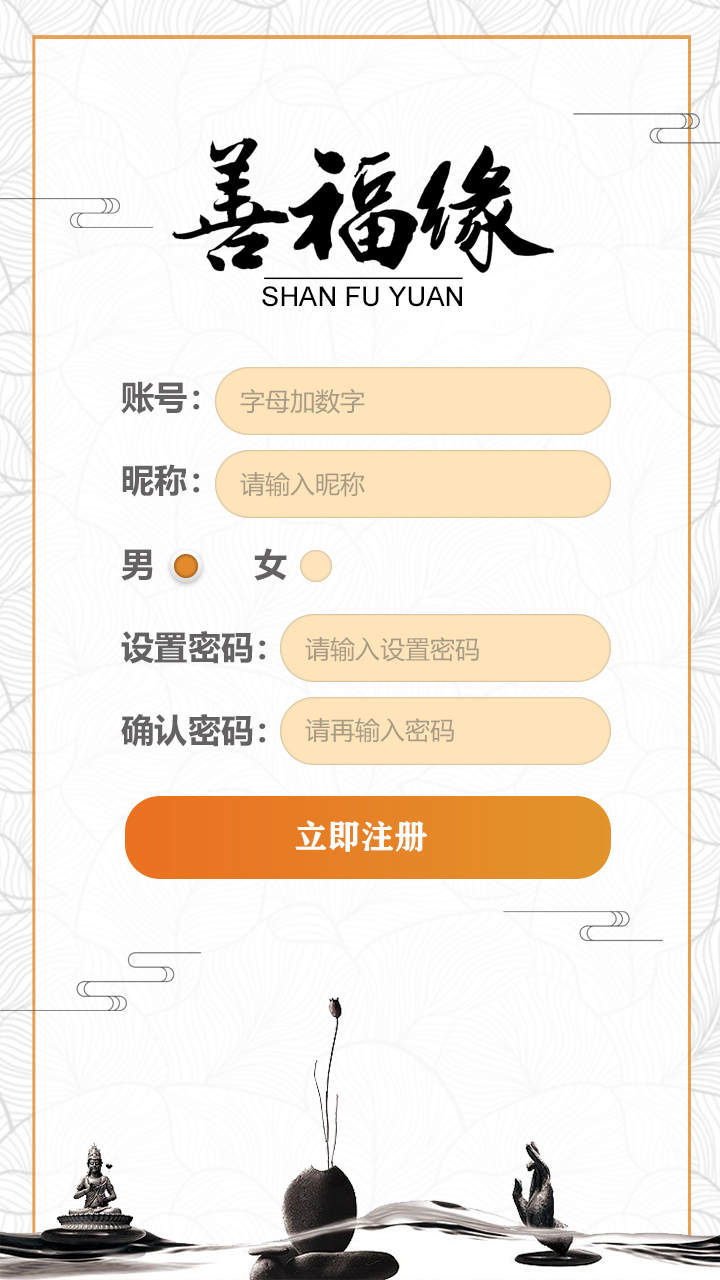 善福缘
SHAN FU YUAN
账号：字母加数字
昵称：请输入昵称
男 女
设置密码：请输入设置密码
确认密码：请再输入密码
立即注册